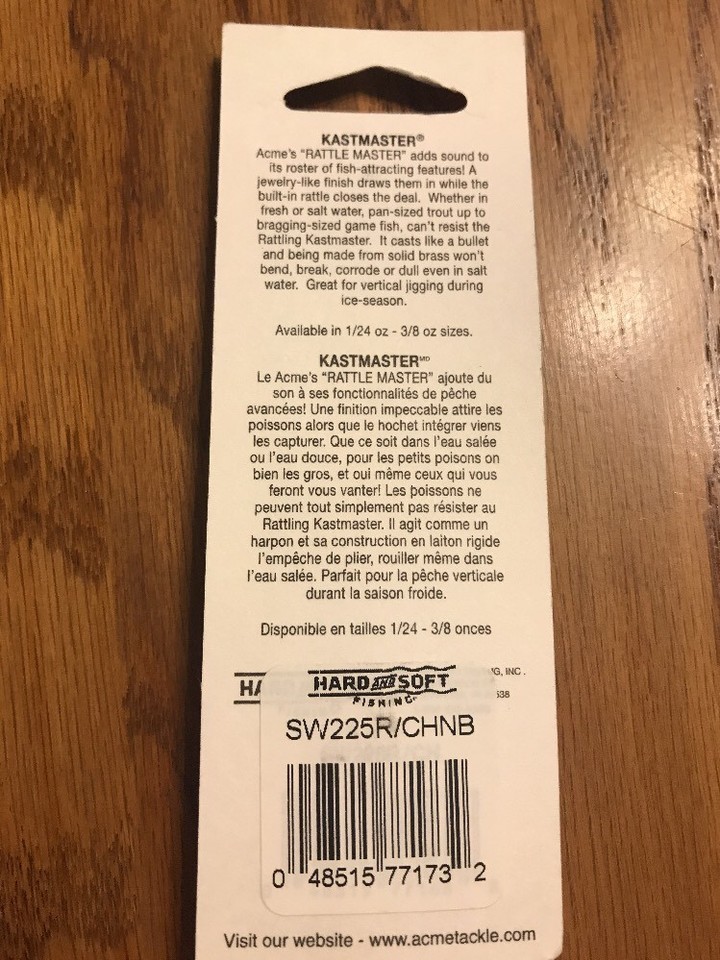 KASTMASTER®
Acme's "RATTLE MASTER" adds sound to
its roster of fish-attracting features! A
jewelry-like finish draws them in while the
built-in rattle closes the deal. Whether in
fresh or salt water, pan-sized trout up to
bragging-sized game fish, can't resist the
Rattling Kastmaster. It casts like a bullet
and being made from solid brass won't
bend, break, corrode or dull even in salt
water. Great for vertical jigging during
ice-season.
Available in 1/24 oz - 3/8 oz sizes.
KASTMASTER MD
Le Acme's "RATTLE MASTER" ajoute du
son à ses fonctionnalités de pêche
avancées! Une finition impeccable attire les
poissons alors que le hochet intégrer viens
les capturer. Que ce soit dans l'eau salée
ou l'eau douce, pour les petits poisons on
bien les gros, et oui même ceux qui vous
feront vous vanter! Les poissons ne
peuvent tout simplement pas résister au
Rattling Kastmaster. Il agit comme un
harpon et sa construction en laiton rigide
l'empêche de plier, rouiller même dans
l'eau salée. Parfait pour la pêche verticale
durant la saison froide.
Disponible en tailles 1/24 - 3/8 onces
HA
HARD AND SOFT
FISHING
G, INC.
SW225R/CHNB
0 48515 77173 2
Visit our website - www.acmetackle.com